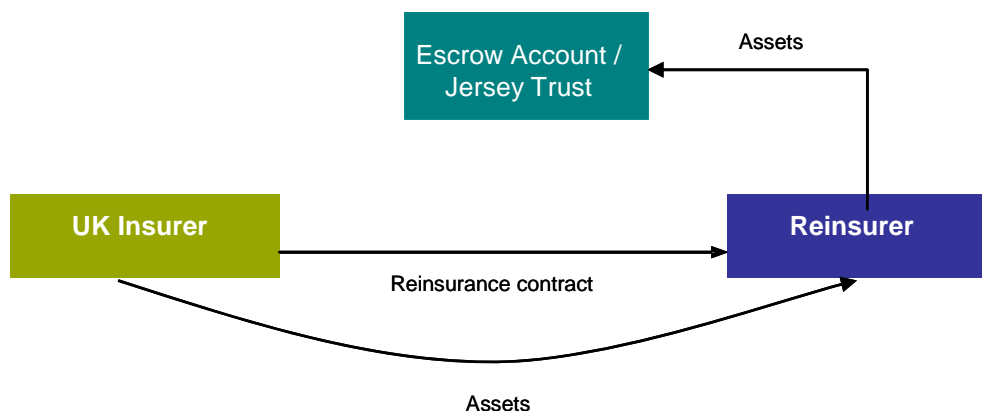 Assets
Escrow Account /
Jersey Trust
UK Insurer
Reinsurer
Reinsurance contract
Assets